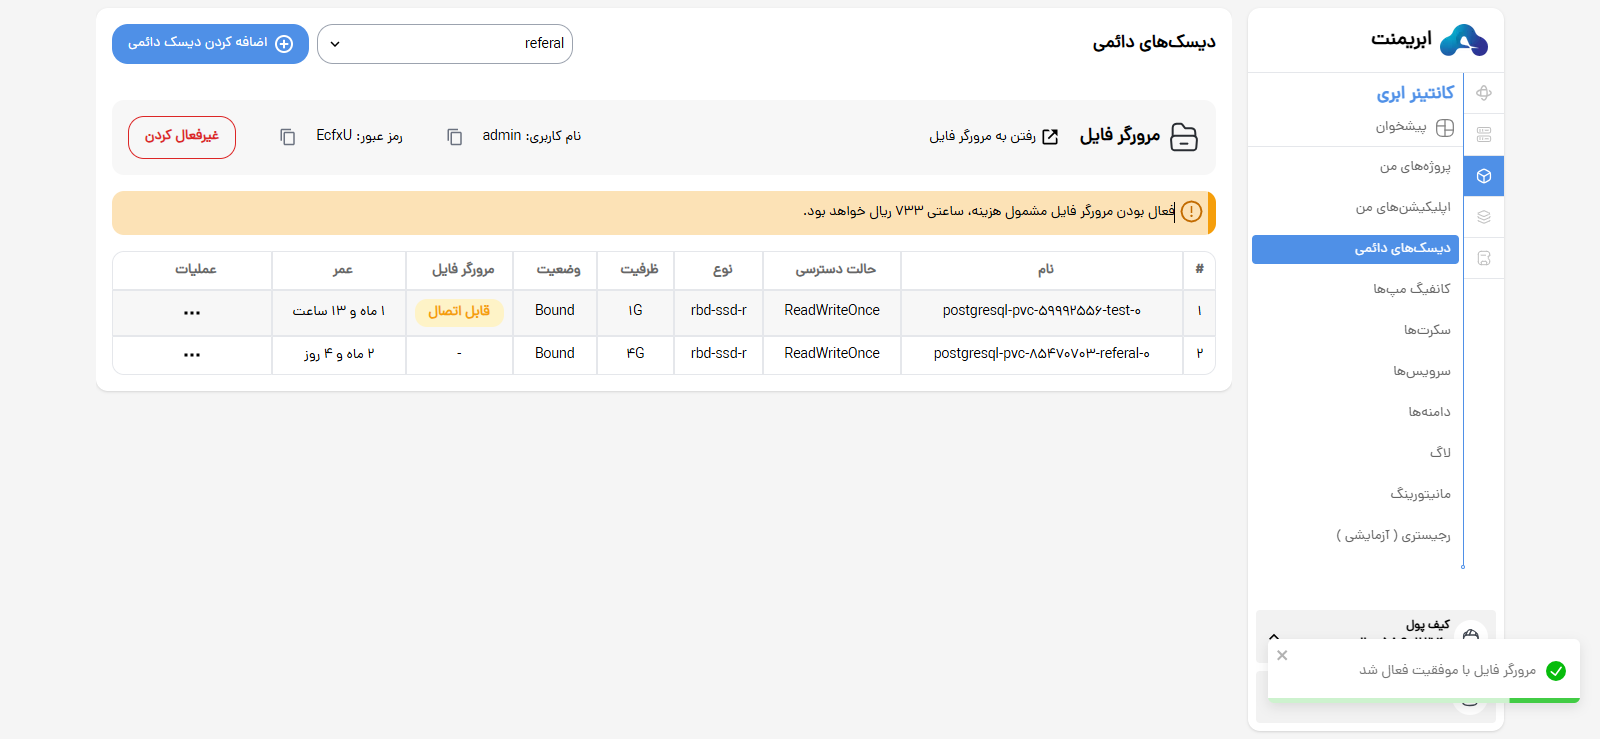 ابریمنت
کانتینر ابری
پیشخوان
پروژه‌های من
اپلیکیشن‌های من
دیسک‌های دائمی
کانفیگ مپ‌ها
سکرت‌ها
سرویس‌ها
دامنه‌ها
لاگ
مانیتورینگ
رجیستری ( آزمایشی )
کیف پول
مرورگر فایل با موفقیت فعال شد
دیسک‌های دائمی
referal
اضافه کردن دیسک دائمی
مرورگر فایل
رفتن به مرورگر فایل
نام کاربری: admin
رمز عبور: EcfxU
غیرفعال کردن
فعال بودن مرورگر فایل مشمول هزینه، ساعتی ۷۳۳ ریال خواهد بود.
# نام حالت دسترسی نوع ظرفیت وضعیت مرورگر فایل عمر عملیات
۱ postgresql-pvc-۵۹۹۹۲۵۵۶-test-۰ ReadWriteOnce rbd-ssd-r ۱G Bound قابل اتصال ۱ ماه و ۱۳ ساعت ...
۲ postgresql-pvc-۸۵۴۷۰۷۰۳-referal-۰ ReadWriteOnce rbd-ssd-r ۴G Bound - ۲ ماه و ۴ روز ...